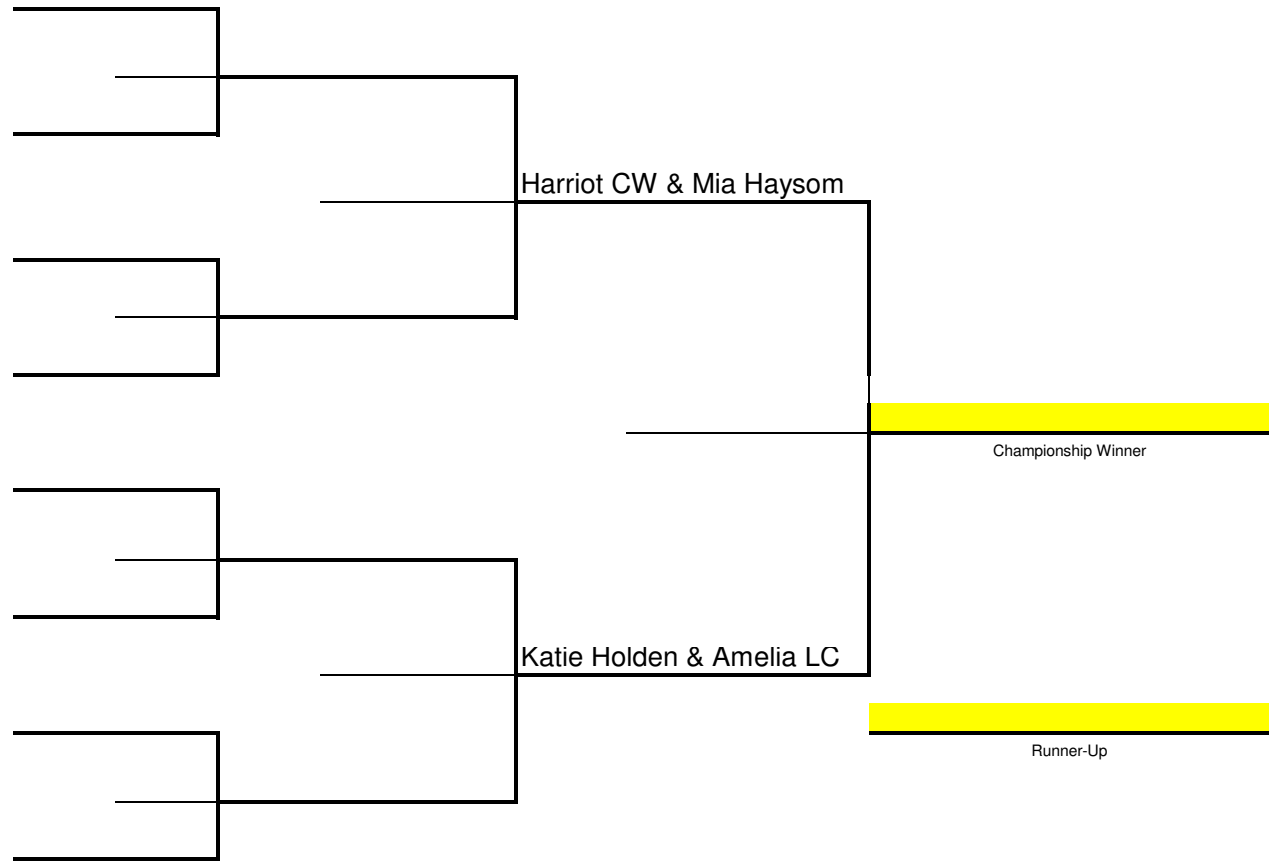 Harriot CW & Mia Haysom
Championship Winner
Katie Holden & Amelia LC
Runner-Up